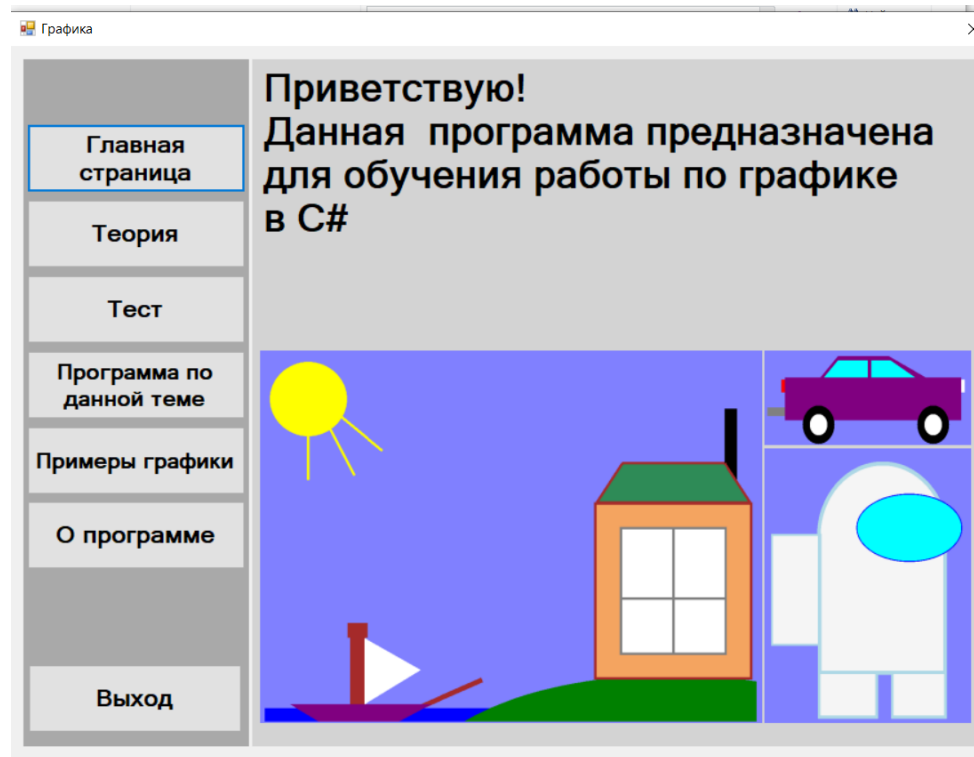 Графика
Приветствую!
Данная  программа предназначена
для обучения работы по графике
в C#
Главная
страница
Теория
Тест
Программа по
данной теме
Примеры графики
О программе
Выход